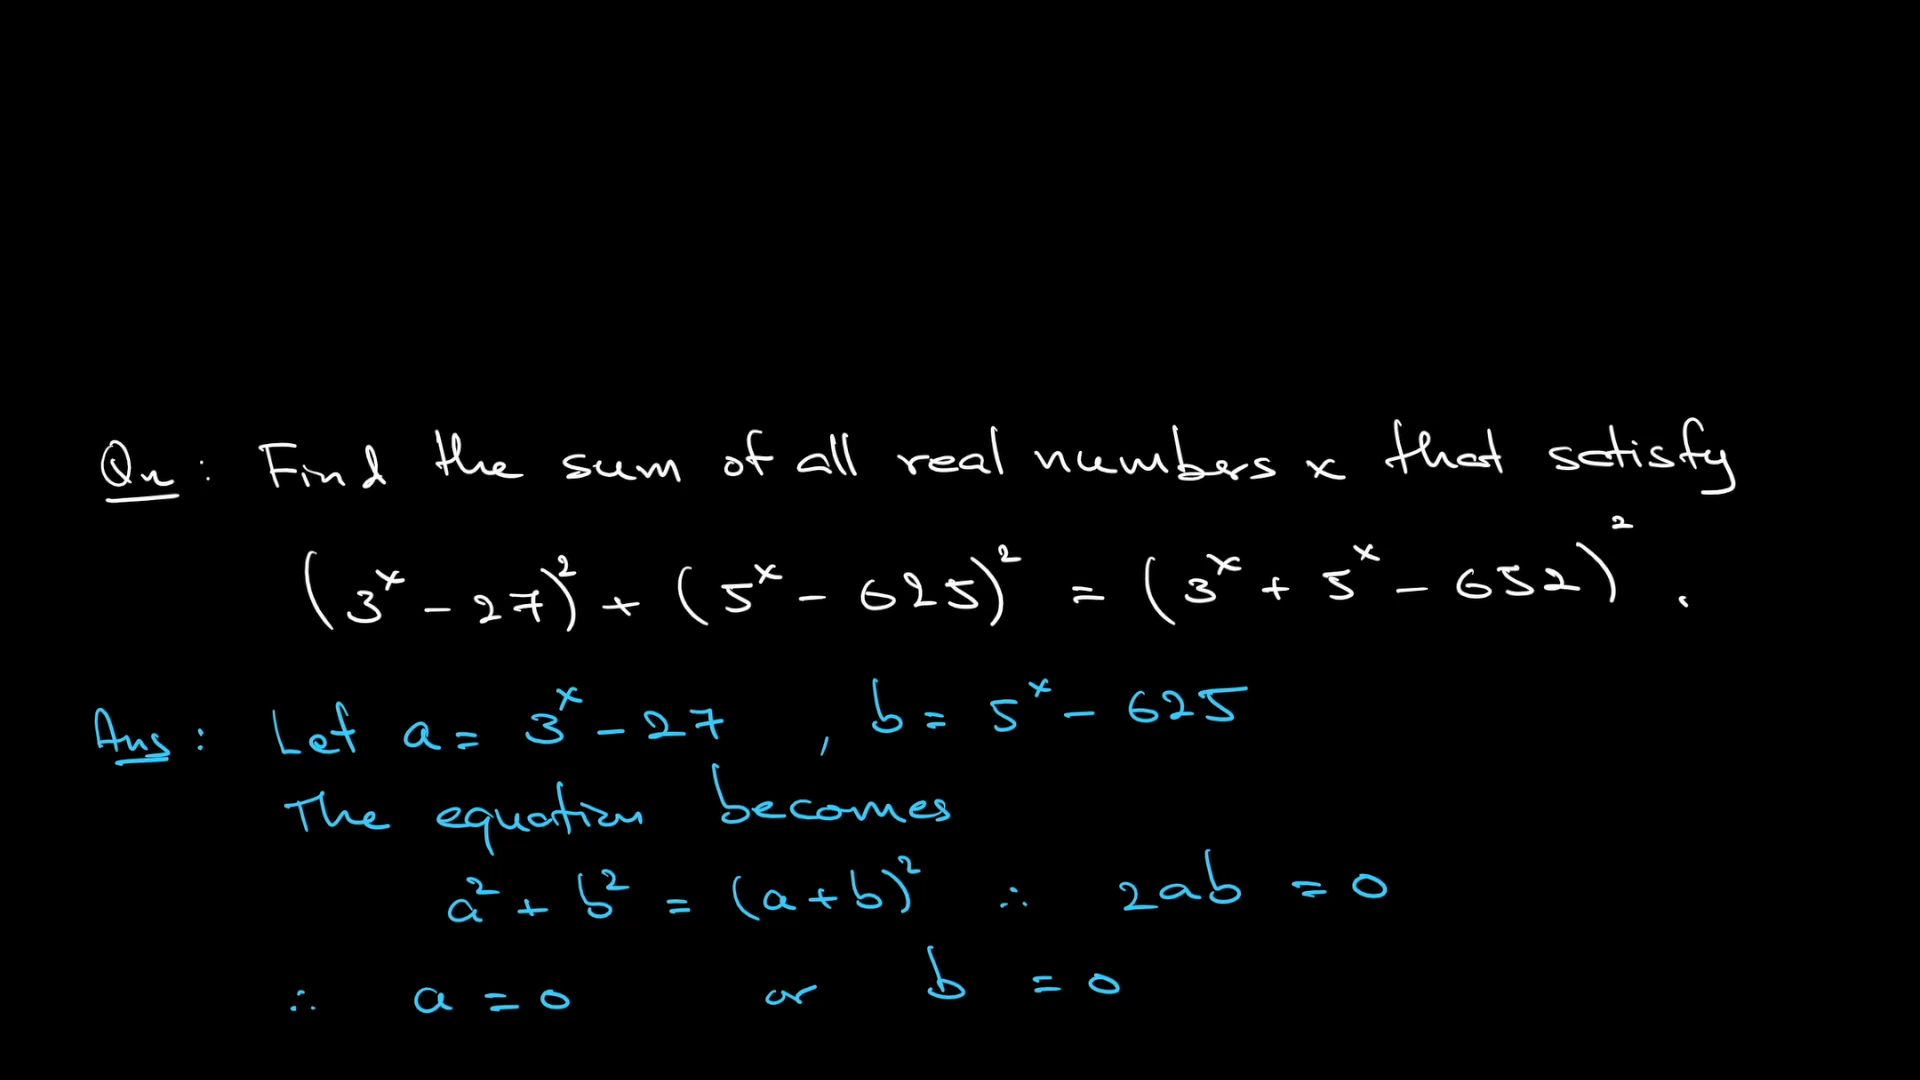 Qn: Find the sum of all real numbers x that satisfy
(3^x - 27)^2 + (5^x - 625)^2 = (3^x + 5^x - 652)^2.
Ans: Let a = 3^x - 27, b = 5^x - 625
The equation becomes
a^2 + b^2 = (a + b)^2 ∴ 2ab = 0
∴ a = 0 or b = 0